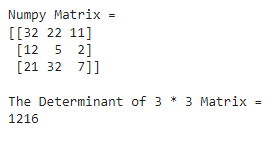 Numpy Matrix =
[[32 22 11]
 [12  5  2]
 [21 32  7]]
The Determinant of 3 * 3 Matrix =
1216